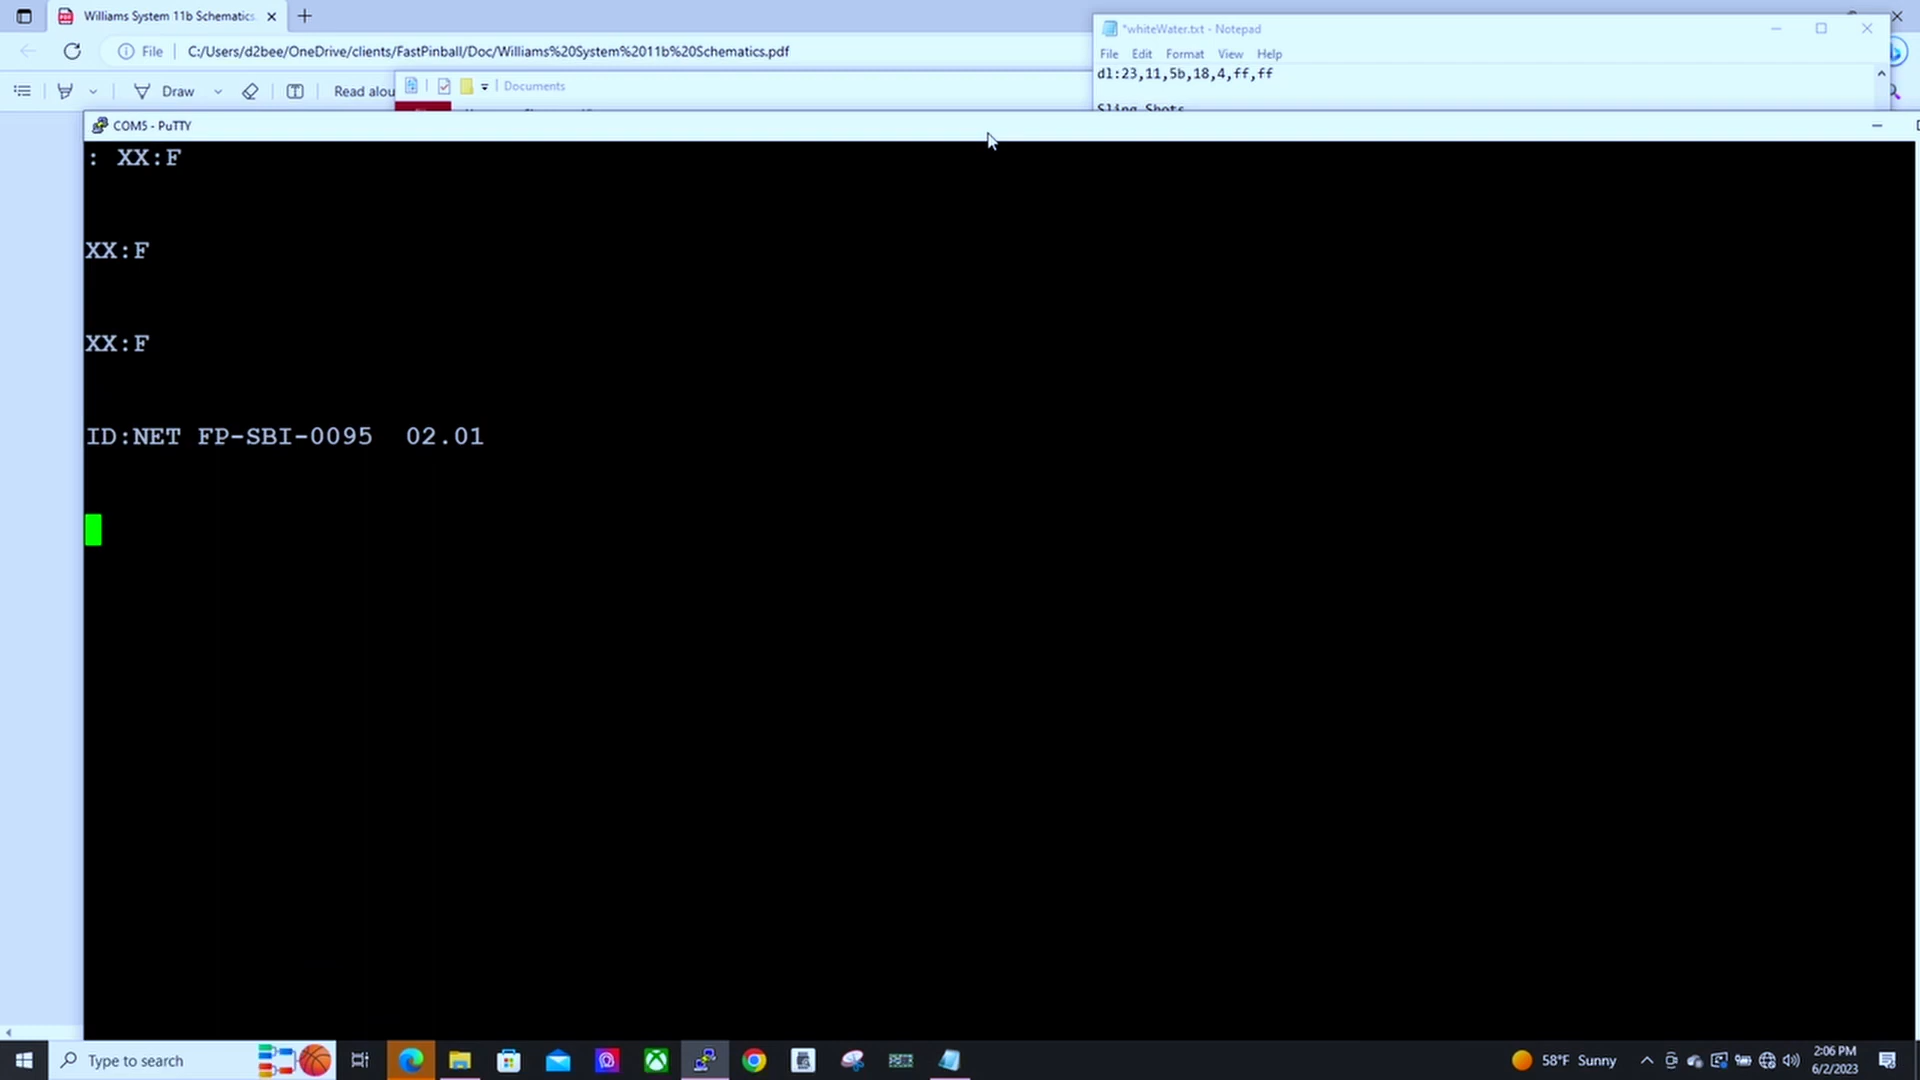 Williams System 11b Schematics.
*whiteWater.txt - Notepad
File
C:/Users/d2bee/OneDrive/clients/FastPinball/Doc/Williams%20System%2011b%20Schematics.pdf
File Edit Format View Help
dl:23,11,5b,18,4,ff,ff
Draw
Read alou
Documents
Sling Shots
COM5 - PuTTY
: XX:F
XX:F
XX:F
ID:NET FP-SBI-0095 02.01
Type to search
58°F Sunny
2:06 PM
6/2/2023